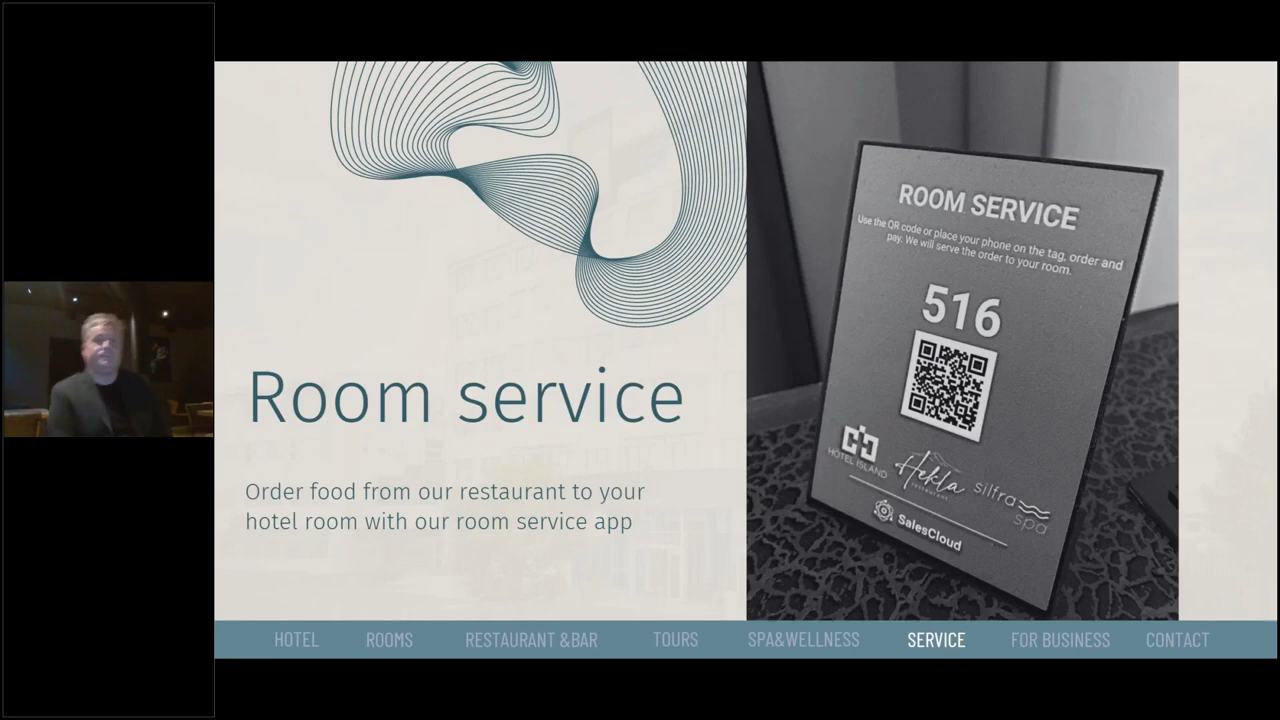 Room service
Order food from our restaurant to your
hotel room with our room service app
ROOM SERVICE
Use the QR code or place your phone on the tag, order and
pay. We will serve the order to your room.
516
HOTEL ISLAND
Hekla
restaurant
silfra
spa
SalesCloud
HOTEL ROOMS RESTAURANT &BAR TOURS SPA&WELLNESS SERVICE FOR BUSINESS CONTACT